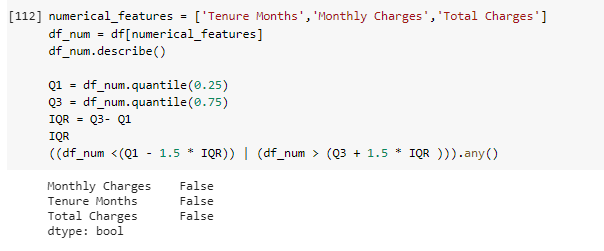 [112] numerical_features = ['Tenure Months','Monthly Charges','Total Charges']
df_num = df[numerical_features]
df_num.describe()
Q1 = df_num.quantile(0.25)
Q3 = df_num.quantile(0.75)
IQR = Q3- Q1
IQR
((df_num <(Q1 - 1.5 * IQR)) | (df_num > (Q3 + 1.5 * IQR ))).any()
Monthly Charges    False
Tenure Months      False
Total Charges      False
dtype: bool